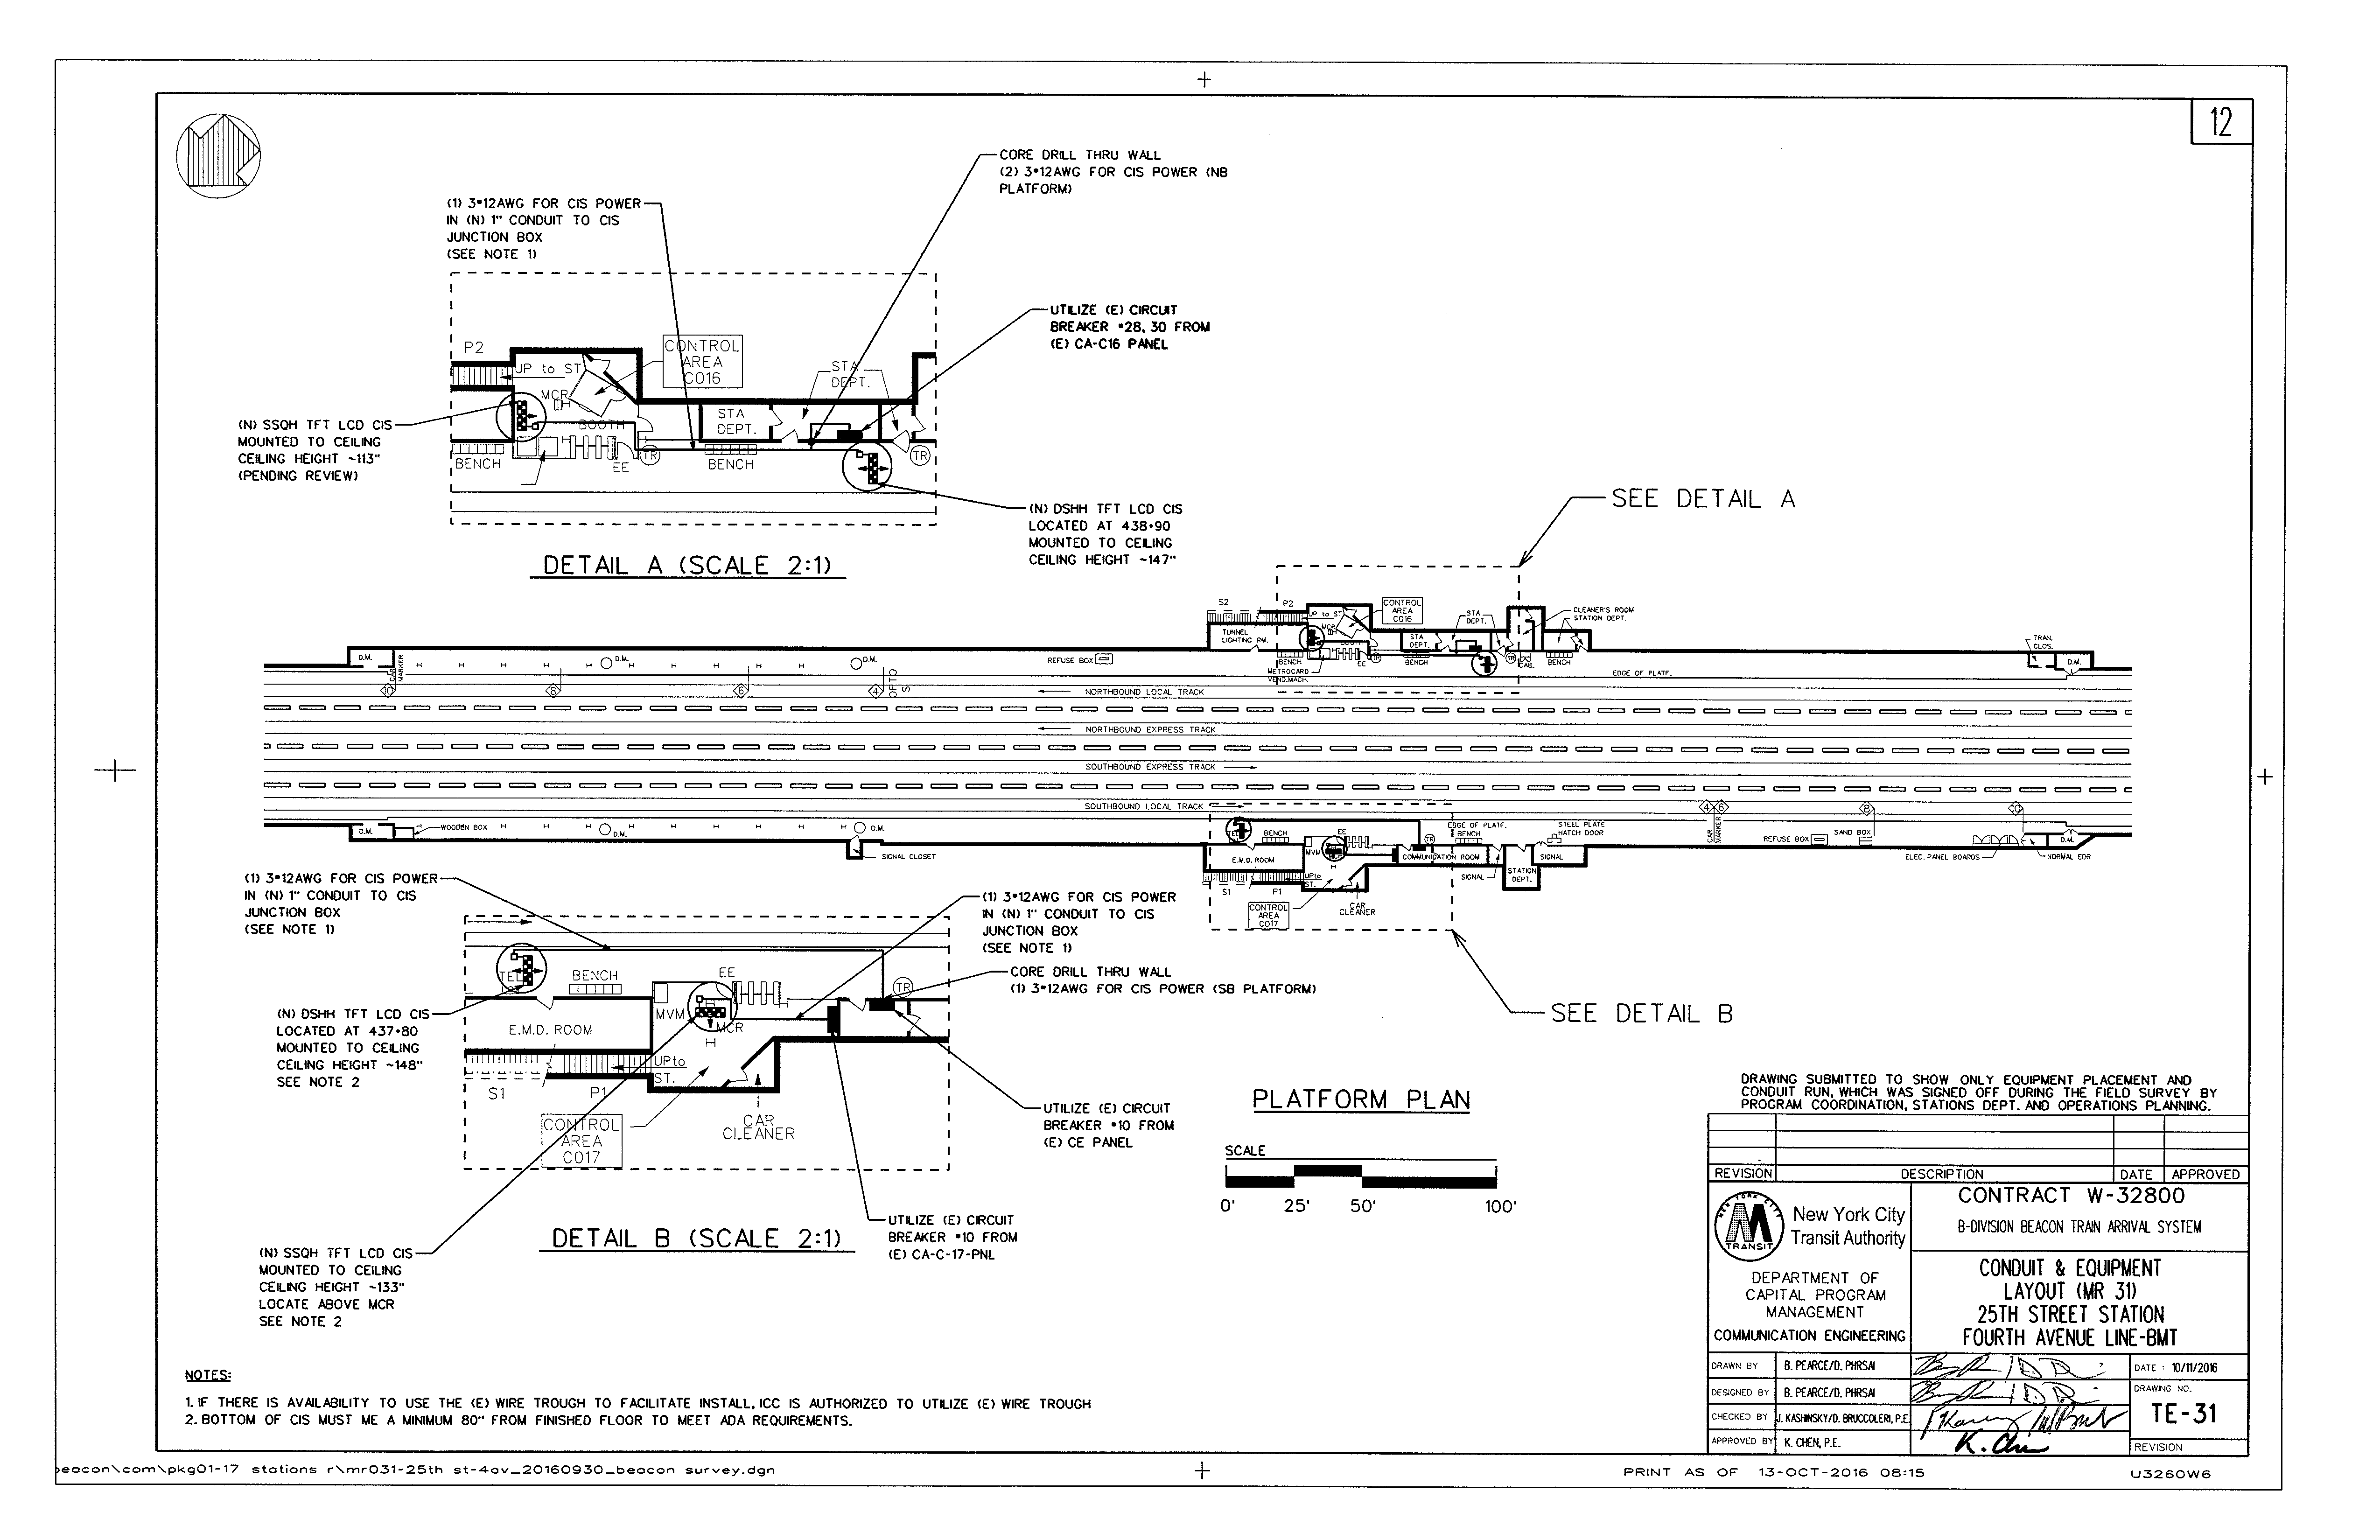 12
CORE DRILL THRU WALL
(2) 3#12AWG FOR CIS POWER (NB
PLATFORM)
(1) 3#12AWG FOR CIS POWER
IN (N) 1" CONDUIT TO CIS
JUNCTION BOX
(SEE NOTE 1)
UTILIZE (E) CIRCUIT
BREAKER #28, 30 FROM
(E) CA-C16 PANEL
P2
UP to ST
CONTROL
AREA
C016
STA
DEPT.
MCR
STA
DEPT.
BOOTH
(N) SSQH TFT LCD CIS
MOUNTED TO CEILING
CEILING HEIGHT ~113"
(PENDING REVIEW)
BENCH
EE
TR
BENCH
TR
(N) DSHH TFT LCD CIS
LOCATED AT 438+90
MOUNTED TO CEILING
CEILING HEIGHT ~147"
DETAIL A (SCALE 2:1)
SEE DETAIL A
S2
P2
UP to ST
CONTROL
AREA
C016
STA
DEPT.
CLEANER'S ROOM
STATION DEPT.
TUNNEL
LIGHTING RM.
MCR
BOOTH
STA
DEPT.
TRAN.
CLOS.
D.M.
CAR
MARKER
D.M.
D.M.
REFUSE BOX
BENCH
METROCARD
VEND.MACH.
EE
TR
BENCH
TR
CAB.
BENCH
EDGE OF PLATF.
D.M.
10
8
6
4
OPTO
S
NORTHBOUND LOCAL TRACK
NORTHBOUND EXPRESS TRACK
SOUTHBOUND EXPRESS TRACK
SOUTHBOUND LOCAL TRACK
4
6
8
10
CAR
MARKER
D.M.
WOODEN BOX
D.M.
D.M.
SIGNAL CLOSET
TEL
BENCH
EE
EDGE OF PLATF.
TR
BENCH
STEEL PLATE
HATCH DOOR
REFUSE BOX
SAND BOX
D.M.
E.M.D. ROOM
MVM
MCR
COMMUNICATION ROOM
SIGNAL
SIGNAL
STATION
DEPT.
ELEC. PANEL BOARDS
NORMAL EDR
S1
P1
UPto
ST.
CONTROL
AREA
C017
CAR
CLEANER
(1) 3#12AWG FOR CIS POWER
IN (N) 1" CONDUIT TO CIS
JUNCTION BOX
(SEE NOTE 1)
(1) 3#12AWG FOR CIS POWER
IN (N) 1" CONDUIT TO CIS
JUNCTION BOX
(SEE NOTE 1)
CORE DRILL THRU WALL
(1) 3#12AWG FOR CIS POWER (SB PLATFORM)
TEL
BENCH
EE
TR
(N) DSHH TFT LCD CIS
LOCATED AT 437+80
MOUNTED TO CEILING
CEILING HEIGHT ~148"
SEE NOTE 2
E.M.D. ROOM
MVM
MCR
UPto
ST.
S1
P1
CONTROL
AREA
C017
CAR
CLEANER
UTILIZE (E) CIRCUIT
BREAKER #10 FROM
(E) CE PANEL
UTILIZE (E) CIRCUIT
BREAKER #10 FROM
(E) CA-C-17-PNL
DETAIL B (SCALE 2:1)
(N) SSQH TFT LCD CIS
MOUNTED TO CEILING
CEILING HEIGHT ~133"
LOCATE ABOVE MCR
SEE NOTE 2
SEE DETAIL B
PLATFORM PLAN
SCALE
0' 25' 50' 100'
DRAWING SUBMITTED TO SHOW ONLY EQUIPMENT PLACEMENT AND
CONDUIT RUN, WHICH WAS SIGNED OFF DURING THE FIELD SURVEY BY
PROGRAM COORDINATION, STATIONS DEPT. AND OPERATIONS PLANNING.
REVISION DESCRIPTION DATE APPROVED
NEW YORK CITY
TRANSIT
New York City
Transit Authority
DEPARTMENT OF
CAPITAL PROGRAM
MANAGEMENT
COMMUNICATION ENGINEERING
CONTRACT W-32800
B-DIVISION BEACON TRAIN ARRIVAL SYSTEM
CONDUIT & EQUIPMENT
LAYOUT (MR 31)
25TH STREET STATION
FOURTH AVENUE LINE-BMT
DRAWN BY B. PEARCE/D. PHRSAI
DESIGNED BY B. PEARCE/D. PHRSAI
CHECKED BY J. KASHINSKY/D. BRUCCOLERI, P.E.
APPROVED BY K. CHEN, P.E.
K. Chen
DATE : 10/11/2016
DRAWING NO.
TE-31
REVISION
NOTES:
1. IF THERE IS AVAILABILITY TO USE THE (E) WIRE TROUGH TO FACILITATE INSTALL, ICC IS AUTHORIZED TO UTILIZE (E) WIRE TROUGH
2. BOTTOM OF CIS MUST ME A MINIMUM 80" FROM FINISHED FLOOR TO MEET ADA REQUIREMENTS.
beacon\com\pkg01-17 stations r\mr031-25th st-4av_20160930_beacon survey.dgn
PRINT AS OF 13-OCT-2016 08:15
U3260W6